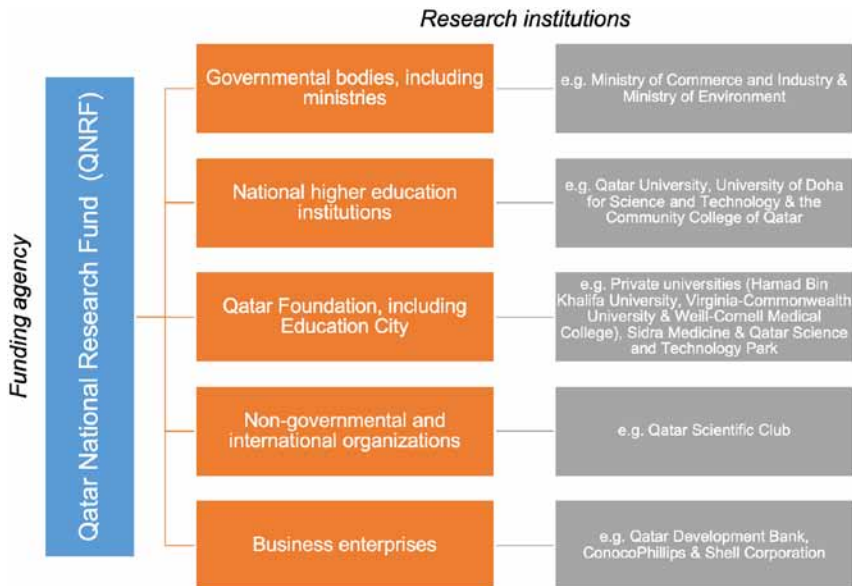 Research institutions
Funding agency
Qatar National Research Fund (QNRF)
Governmental bodies, including
ministries
e.g. Ministry of Commerce and Industry &
Ministry of Environment
National higher education
institutions
e.g. Qatar University, University of Doha
for Science and Technology & the
Community College of Qatar
Qatar Foundation, including
Education City
e.g. Private universities (Hamad Bin
Khalifa University, Virginia-Commonwealth
University & Weill-Cornell Medical
College), Sidra Medicine & Qatar Science
and Technology Park
Non-governmental and
international organizations
e.g. Qatar Scientific Club
Business enterprises
e.g. Qatar Development Bank,
ConocoPhillips & Shell Corporation